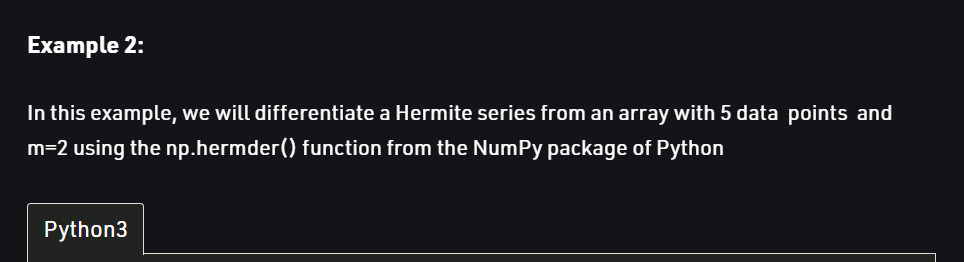 Example 2:
In this example, we will differentiate a Hermite series from an array with 5 data  points  and
m=2 using the np.hermder() function from the NumPy package of Python
Python3